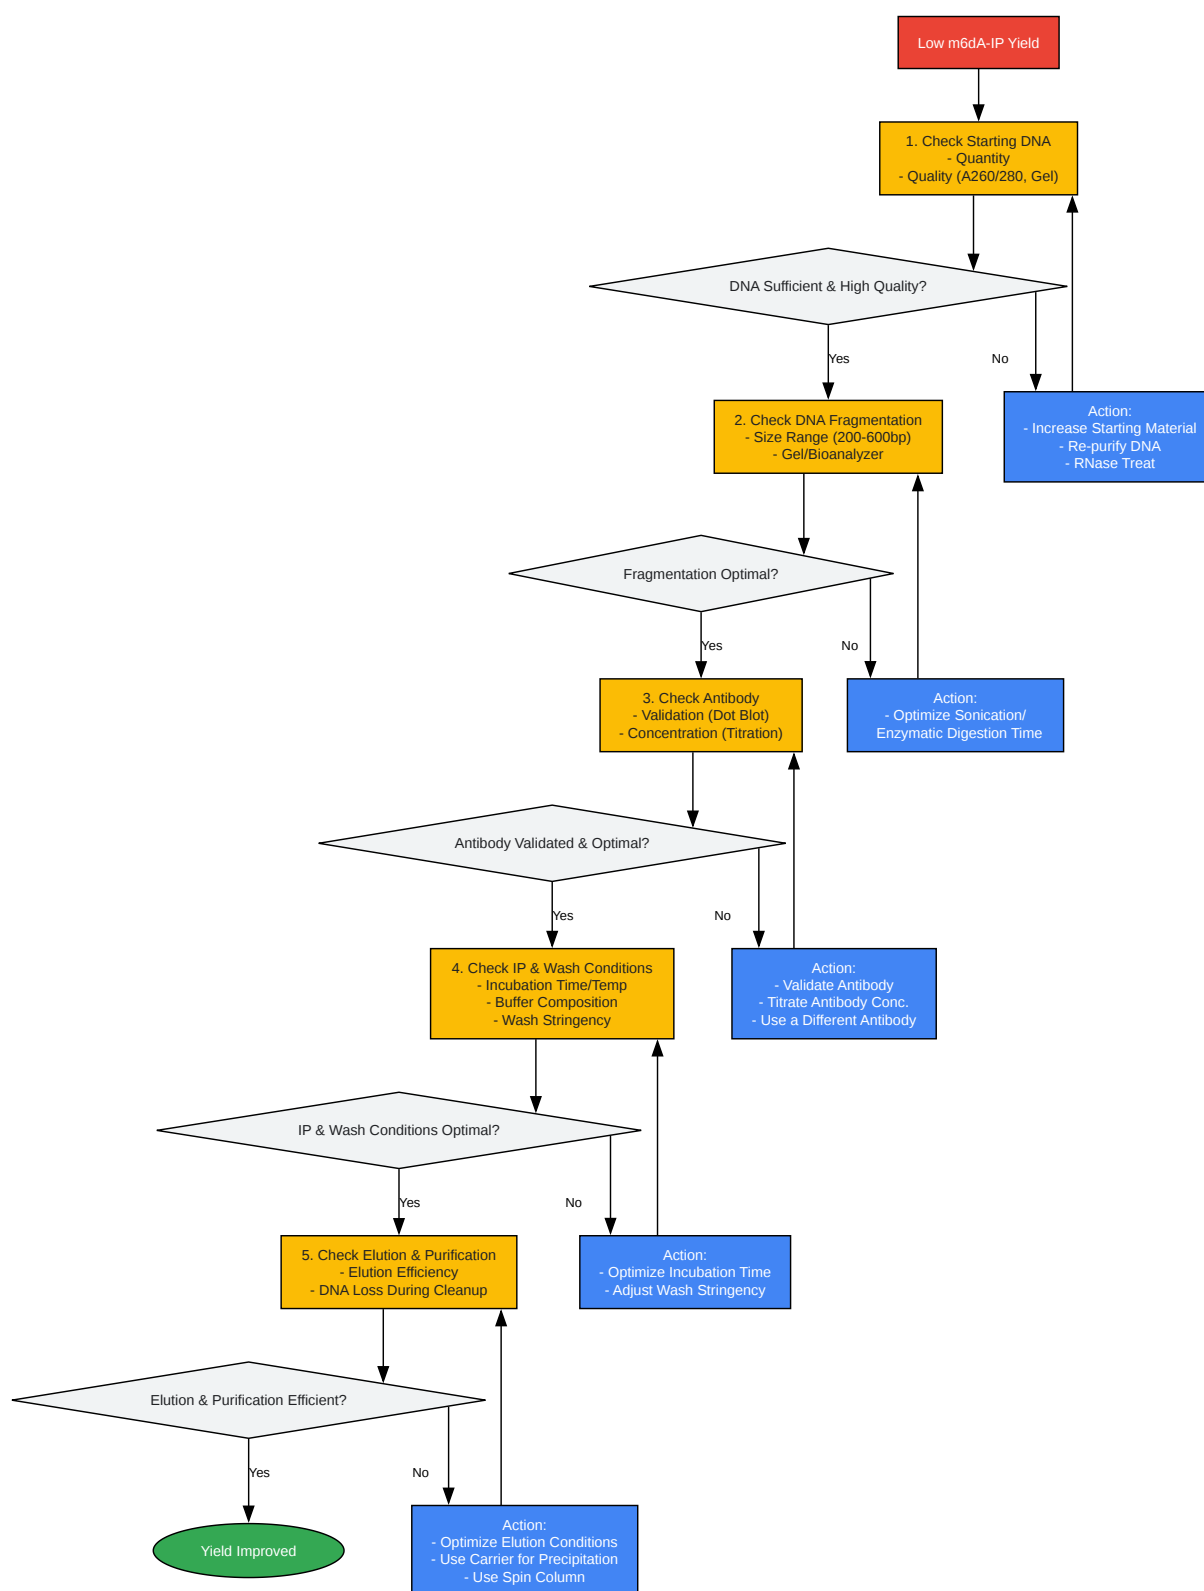 Low m6dA-IP Yield
1. Check Starting DNA
- Quantity
- Quality (A260/280, Gel)
DNA Sufficient & High Quality?
Yes
No
Action:
- Increase Starting Material
- Re-purify DNA
- RNase Treat
2. Check DNA Fragmentation
- Size Range (200-600bp)
- Gel/Bioanalyzer
Fragmentation Optimal?
Yes
No
Action:
- Optimize Sonication/
Enzymatic Digestion Time
3. Check Antibody
- Validation (Dot Blot)
- Concentration (Titration)
Antibody Validated & Optimal?
Yes
No
Action:
- Validate Antibody
- Titrate Antibody Conc.
- Use a Different Antibody
4. Check IP & Wash Conditions
- Incubation Time/Temp
- Buffer Composition
- Wash Stringency
IP & Wash Conditions Optimal?
Yes
No
Action:
- Optimize Incubation Time
- Adjust Wash Stringency
5. Check Elution & Purification
- Elution Efficiency
- DNA Loss During Cleanup
Elution & Purification Efficient?
Yes
No
Action:
- Optimize Elution Conditions
- Use Carrier for Precipitation
- Use Spin Column
Yield Improved